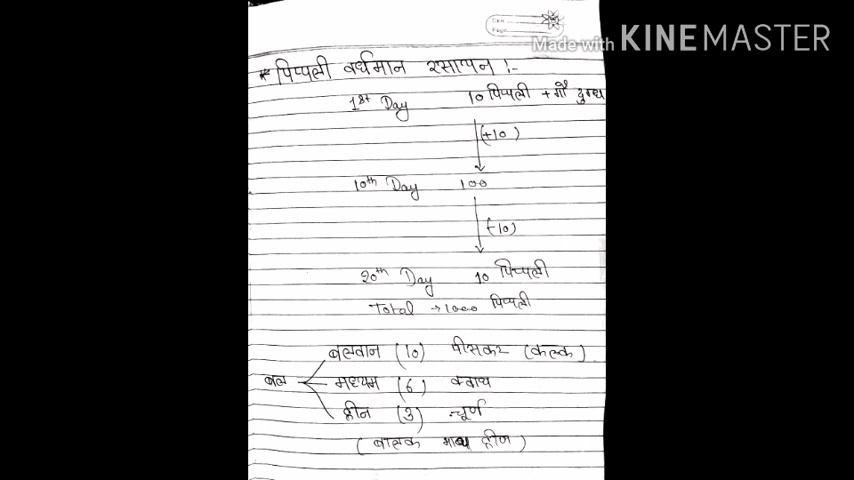 Made with KINEMASTER
* पिप्पली वर्धमान रसायन :-
1st Day 10 पिप्पली + गौ दुग्ध
(+10)
10th Day 100
(-10)
20th Day 10 पिप्पली
Total → 1000 पिप्पली
बलवान (10) पीसकर (कल्क)
बल मध्यम (6) क्वाथ
हीन (3) चूर्ण
(बालक